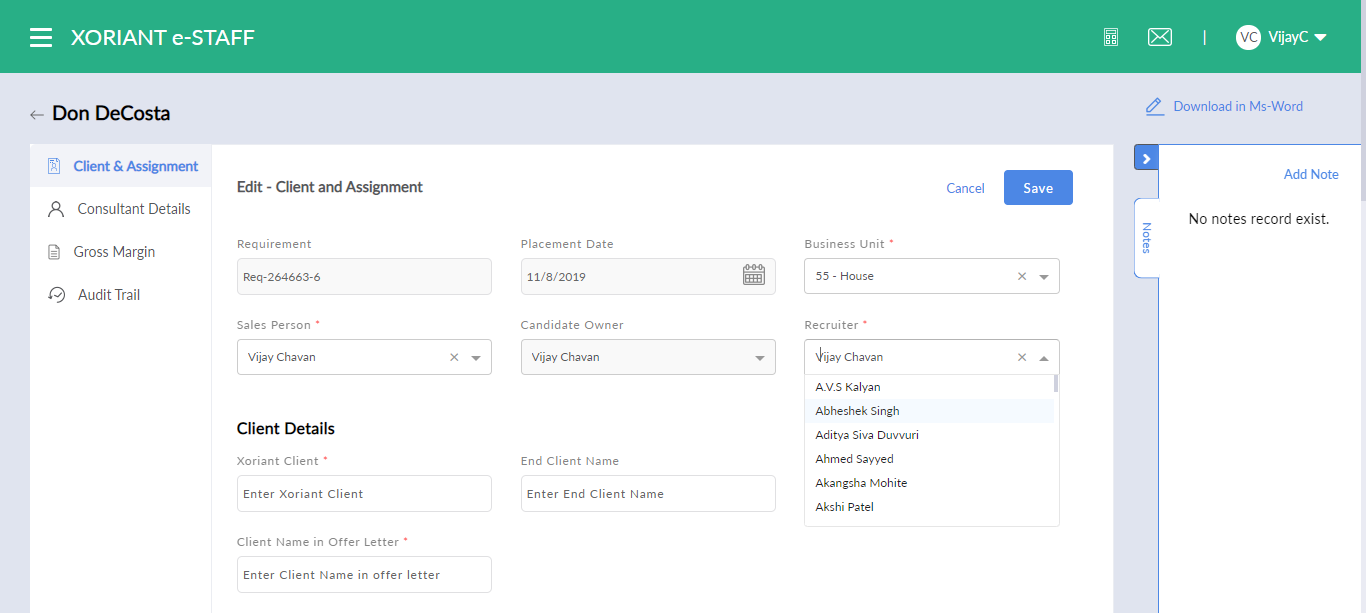 XORIANT e-STAFF
VC VijayC
Don DeCosta
Download in Ms-Word
Client & Assignment
Consultant Details
Gross Margin
Audit Trail
Edit - Client and Assignment
Cancel Save
Requirement Placement Date Business Unit *
Req-264663-6 11/8/2019 55 - House
Sales Person * Candidate Owner Recruiter *
Vijay Chavan Vijay Chavan Vijay Chavan
A.V.S Kalyan
Abheshek Singh
Aditya Siva Duvvuri
Ahmed Sayyed
Akangsha Mohite
Akshi Patel
Client Details
Xoriant Client * End Client Name
Enter Xoriant Client Enter End Client Name
Client Name in Offer Letter *
Enter Client Name in offer letter
Notes
Add Note
No notes record exist.